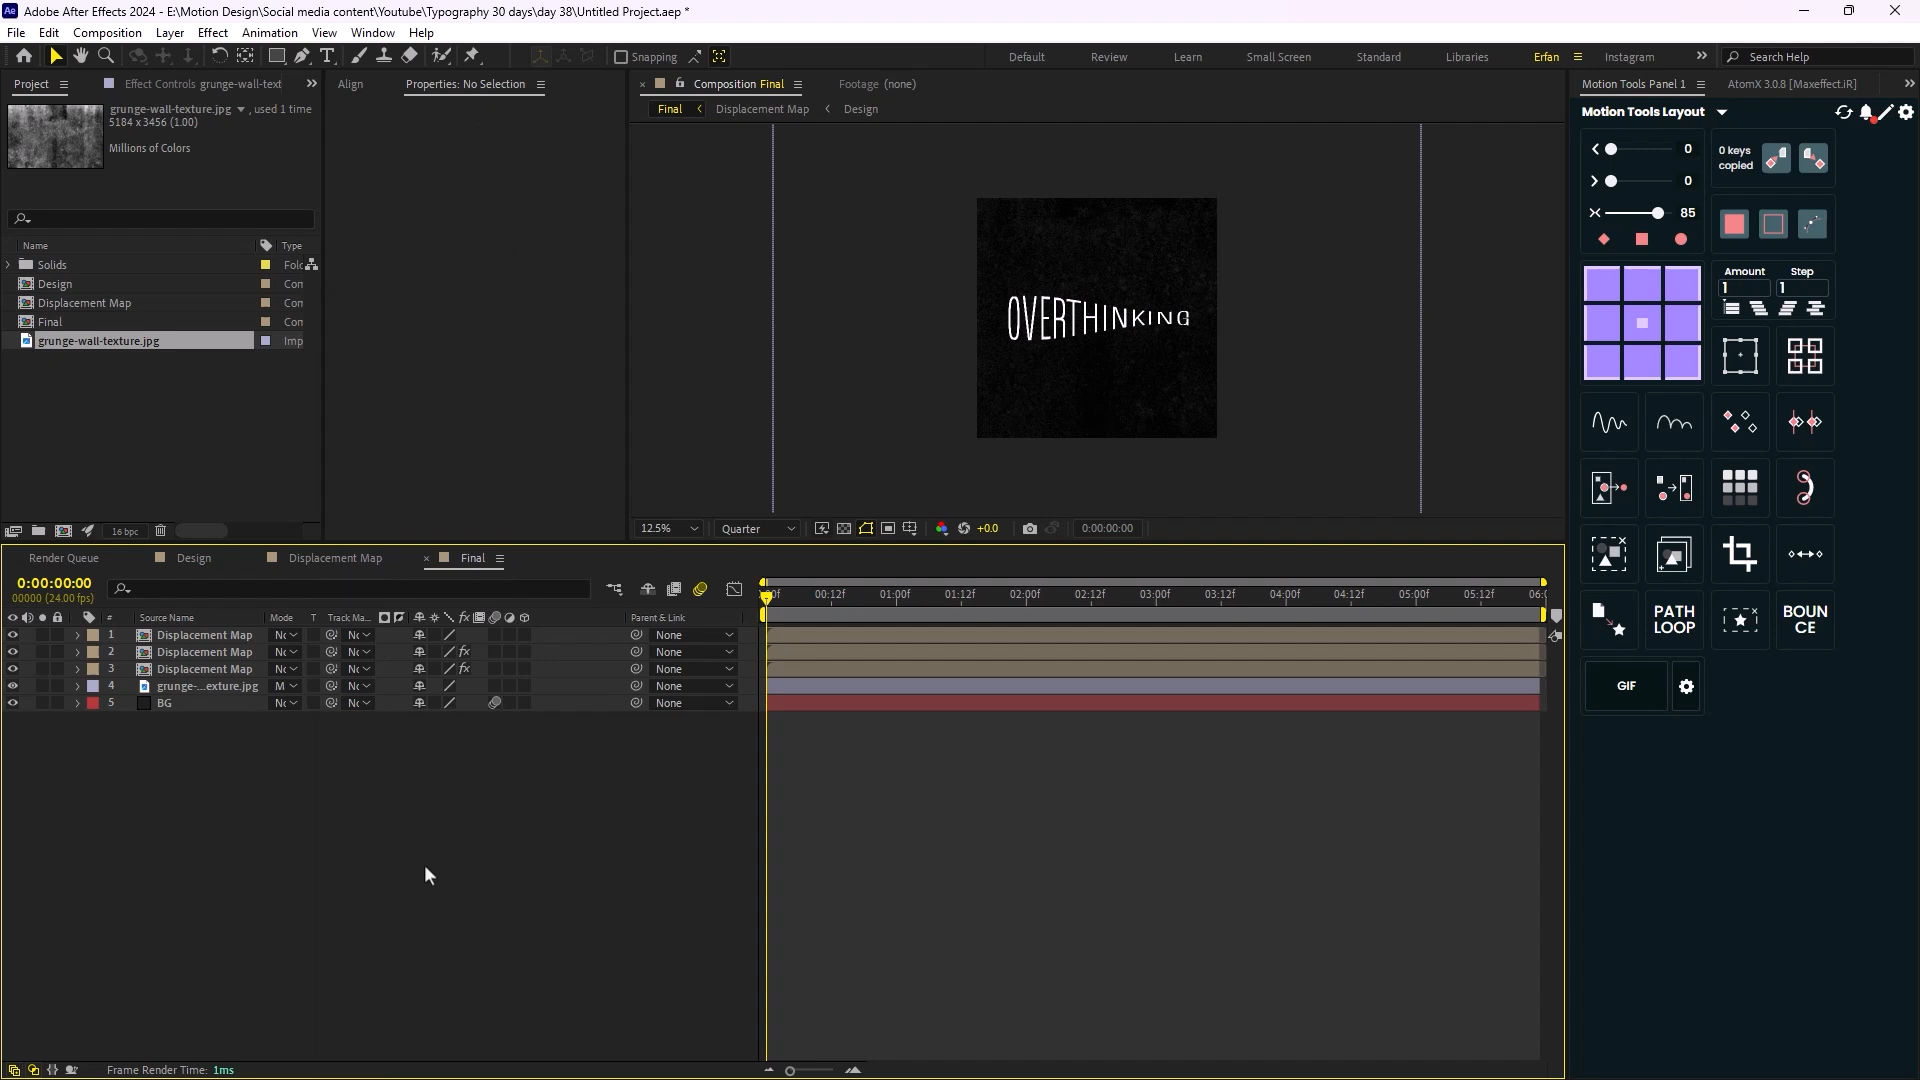 Ae Adobe After Effects 2024 - E:\Motion Design\Social media content\Youtube\Typography 30 days\day 38\Untitled Project.aep *
File Edit Composition Layer Effect Animation View Window Help
Snapping Default Review Learn Small Screen Standard Libraries Erfan Instagram Search Help
Project Effect Controls grunge-wall-text Align Properties: No Selection Composition Final Footage (none) Motion Tools Panel 1 AtomX 3.0.8 [Maxeffect.iR]
grunge-wall-texture.jpg , used 1 time
5184 x 3456 (1.00)
Millions of Colors
Final Displacement Map Design
Motion Tools Layout
0
0 keys copied
0
85
Name Type
Solids
Design Con
Displacement Map Con
Final Con
grunge-wall-texture.jpg Imp
OVERTHINKING
Amount Step
1 1
16 bpc
12.5% Quarter +0.0 0:00:00:00
Render Queue Design Displacement Map Final
0:00:00:00
00000 (24.00 fps)
00:12f 01:00f 01:12f 02:00f 02:12f 03:00f 03:12f 04:00f 04:12f 05:00f 05:12f
# Source Name Mode T Track Ma... fx Parent & Link
1 Displacement Map None
2 Displacement Map fx None
3 Displacement Map fx None
4 grunge-...exture.jpg M None
5 BG None
PATH LOOP
BOUN CE
GIF
Frame Render Time: 1ms